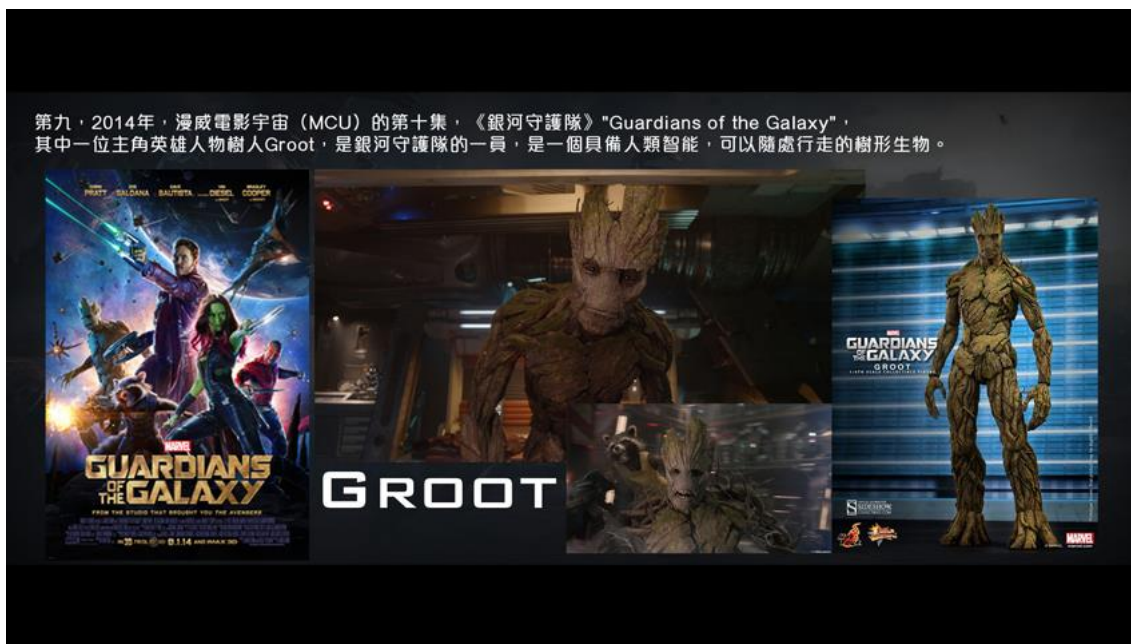 第九，2014年，漫威電影宇宙（MCU）的第十集，《銀河守護隊》"Guardians of the Galaxy"，
其中一位主角英雄人物樹人Groot，是銀河守護隊的一員，是一個具備人類智能，可以隨處行走的樹形生物。
PRATT SALDANA BAUTISTA DIESEL COOPER
MARVEL
GUARDIANS
OF THE GALAXY
FROM THE STUDIO THAT BROUGHT YOU THE AVENGERS
8.1.14
GROOT
MARVEL
GUARDIANS
OF THE GALAXY
GROOT
SIDESHOW
MARVEL